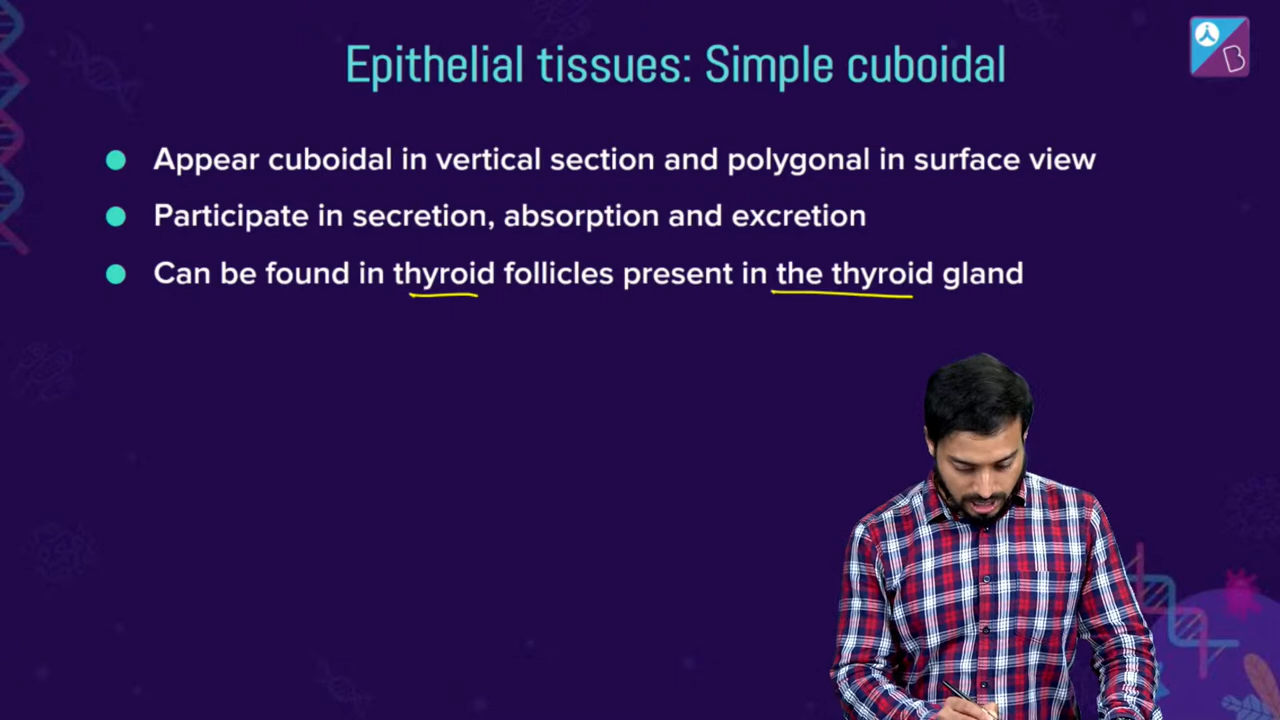 Epithelial tissues: Simple cuboidal
Appear cuboidal in vertical section and polygonal in surface view
Participate in secretion, absorption and excretion
Can be found in thyroid follicles present in the thyroid gland
B